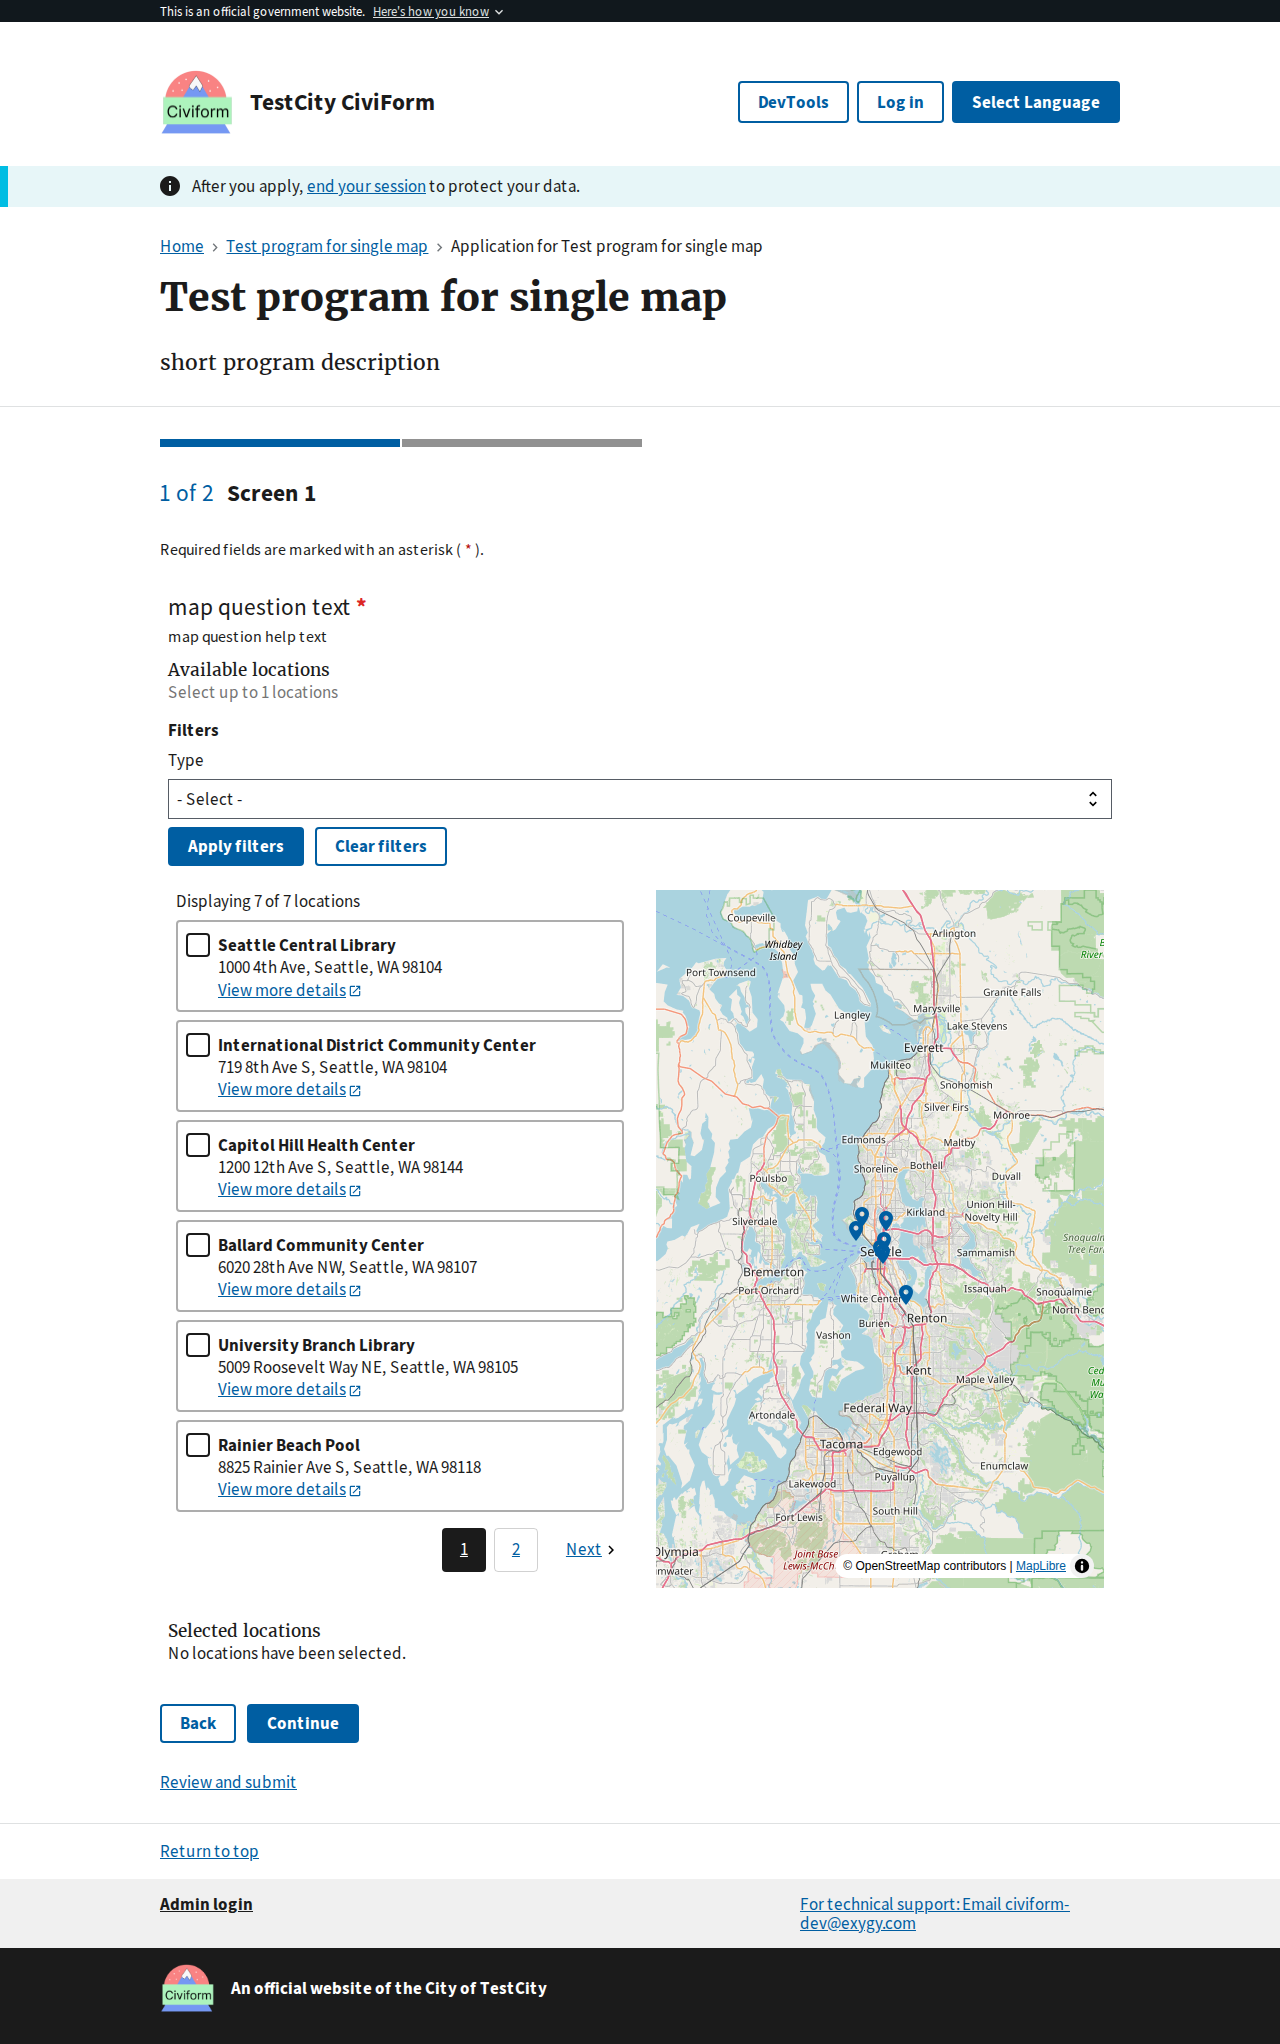 This is an official government website. Here's how you know
Civiform
TestCity CiviForm
DevTools
Log in
Select Language
After you apply, end your session to protect your data.
Home > Test program for single map > Application for Test program for single map
Test program for single map
short program description
1 of 2 Screen 1
Required fields are marked with an asterisk ( * ).
map question text *
map question help text
Available locations
Select up to 1 locations
Filters
Type
- Select -
Apply filters
Clear filters
Displaying 7 of 7 locations
Seattle Central Library
1000 4th Ave, Seattle, WA 98104
View more details
International District Community Center
719 8th Ave S, Seattle, WA 98104
View more details
Capitol Hill Health Center
1200 12th Ave S, Seattle, WA 98144
View more details
Ballard Community Center
6020 28th Ave NW, Seattle, WA 98107
View more details
University Branch Library
5009 Roosevelt Way NE, Seattle, WA 98105
View more details
Rainier Beach Pool
8825 Rainier Ave S, Seattle, WA 98118
View more details
1
2
Next
Coupeville
Arlington
Whidbey
Island
Port Townsend
Granite Falls
Langley
Marysville
Lake Stevens
Everett
Mukilteo
Snohomish
Silver Firs
Monroe
Edmonds
Maltby
Shoreline
Bothell
Poulsbo
Duvall
Union Hill-
Novelty Hill
Kirkland
Silverdale
Sammamish
Bremerton
Port Orchard
Issaquah
Snoqualmie
White Center
North Bend
Renton
Burien
Vashon
Kent
Maple Valley
Federal Way
Artondale
Tacoma
Edgewood
Enumclaw
Puyallup
Lakewood
South Hill
Fort Lewis
Olympia
Joint Base
© OpenStreetMap contributors | MapLibre
Selected locations
No locations have been selected.
Back
Continue
Review and submit
Return to top
Admin login
For technical support: Email civiform-
dev@exygy.com
Civiform
An official website of the City of TestCity